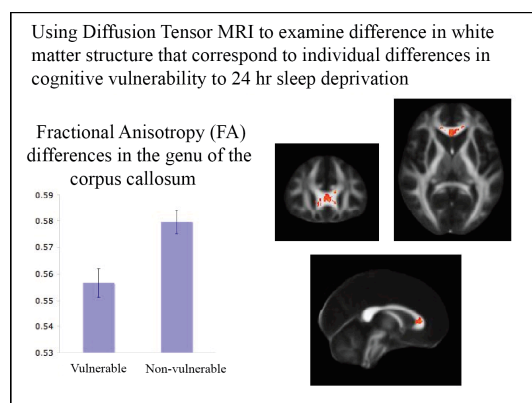 Using Diffusion Tensor MRI to examine difference in white
matter structure that correspond to individual differences in
cognitive vulnerability to 24 hr sleep deprivation
Fractional Anisotropy (FA)
differences in the genu of the
corpus callosum
0.59
0.58
0.57
0.56
0.55
0.54
0.53
Vulnerable Non-vulnerable